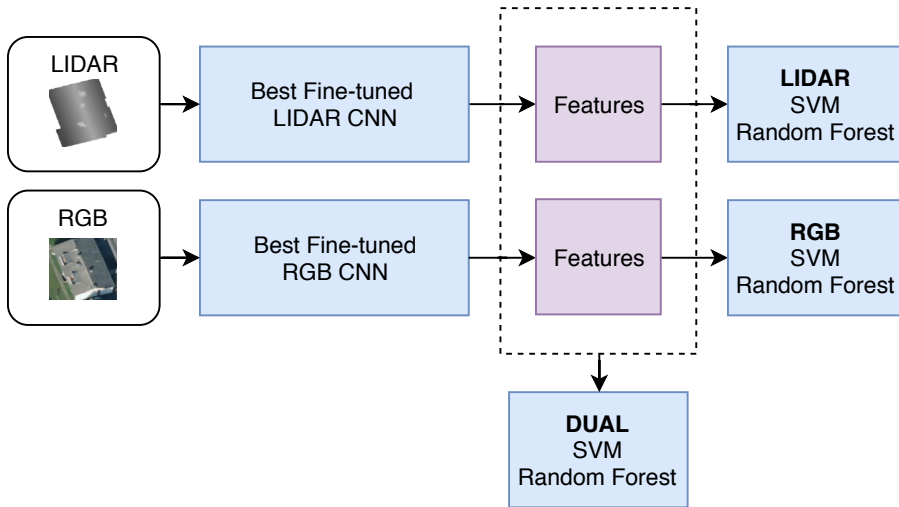 LIDAR
Best Fine-tuned
LIDAR CNN
Features
LIDAR
SVM
Random Forest
RGB
Best Fine-tuned
RGB CNN
Features
RGB
SVM
Random Forest
DUAL
SVM
Random Forest